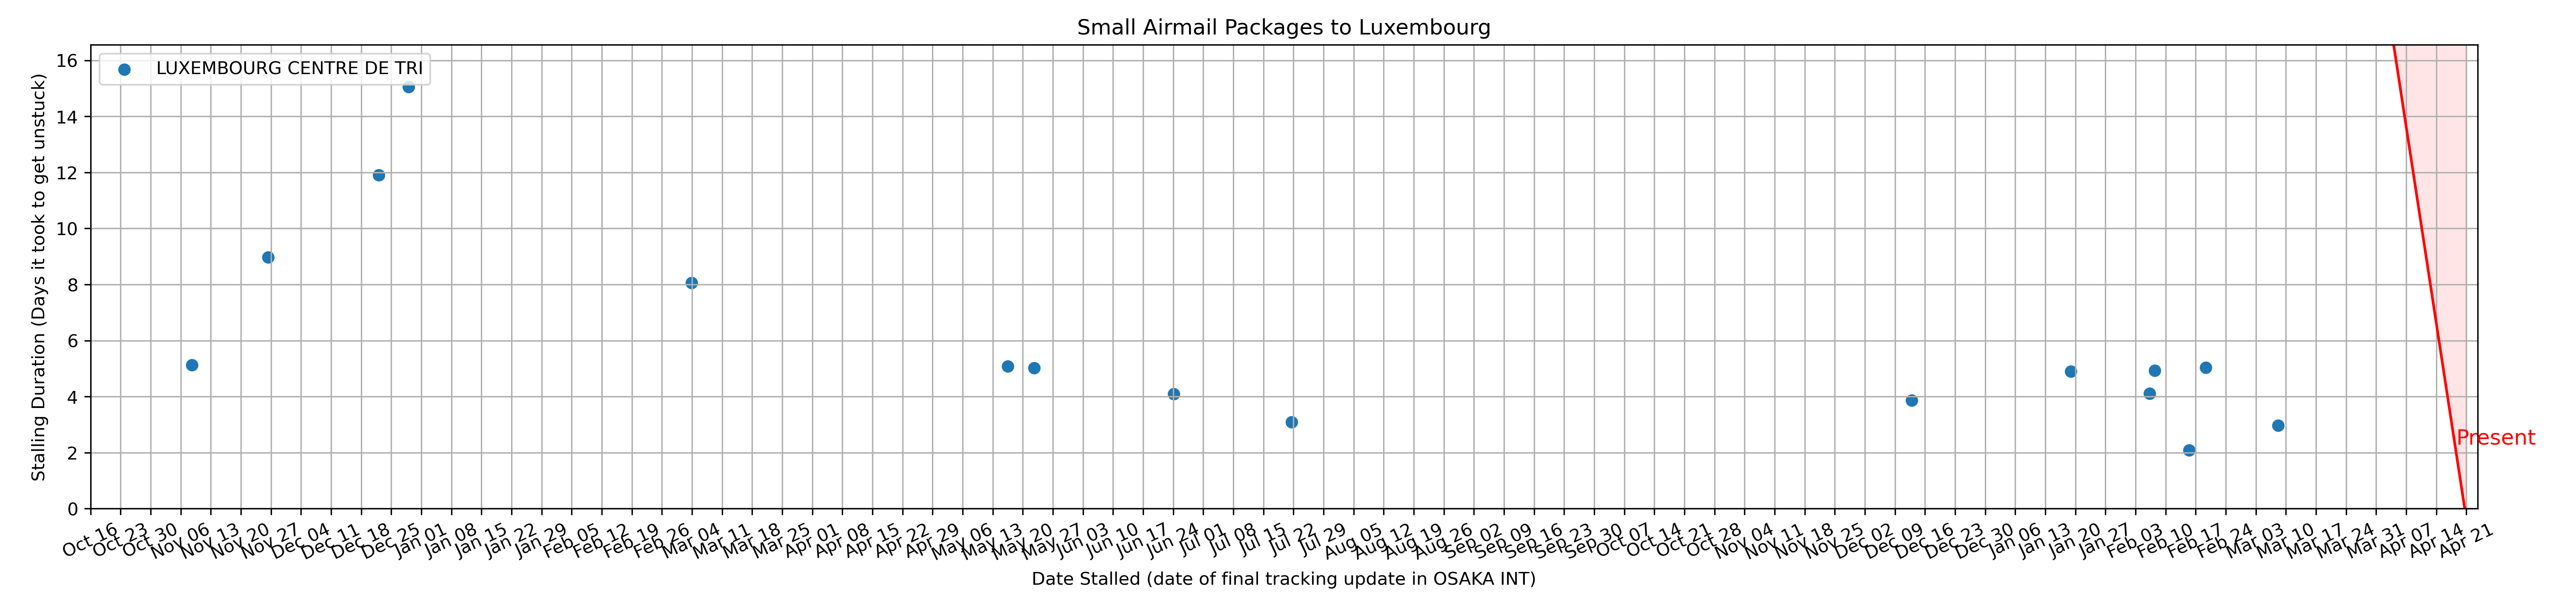 Small Airmail Packages to Luxembourg
LUXEMBOURG CENTRE DE TRI
Stalling Duration (Days it took to get unstuck)
16
14
12
10
8
6
4
2
0
Present
Oct 16 Oct 23 Oct 30 Nov 06 Nov 13 Nov 20 Nov 27 Dec 04 Dec 11 Dec 18 Dec 25 Jan 01 Jan 08 Jan 15 Jan 22 Jan 29 Feb 05 Feb 12 Feb 19 Feb 26 Mar 04 Mar 11 Mar 18 Mar 25 Apr 01 Apr 08 Apr 15 Apr 22 Apr 29 May 06 May 13 May 20 May 27 Jun 03 Jun 10 Jun 17 Jun 24 Jul 01 Jul 08 Jul 15 Jul 22 Jul 29 Aug 05 Aug 12 Aug 19 Aug 26 Sep 02 Sep 09 Sep 16 Sep 23 Sep 30 Oct 07 Oct 14 Oct 21 Oct 28 Nov 04 Nov 11 Nov 18 Nov 25 Dec 02 Dec 09 Dec 16 Dec 23 Dec 30 Jan 06 Jan 13 Jan 20 Jan 27 Feb 03 Feb 10 Feb 17 Feb 24 Mar 03 Mar 10 Mar 17 Mar 24 Mar 31 Apr 07 Apr 14 Apr 21
Date Stalled (date of final tracking update in OSAKA INT)